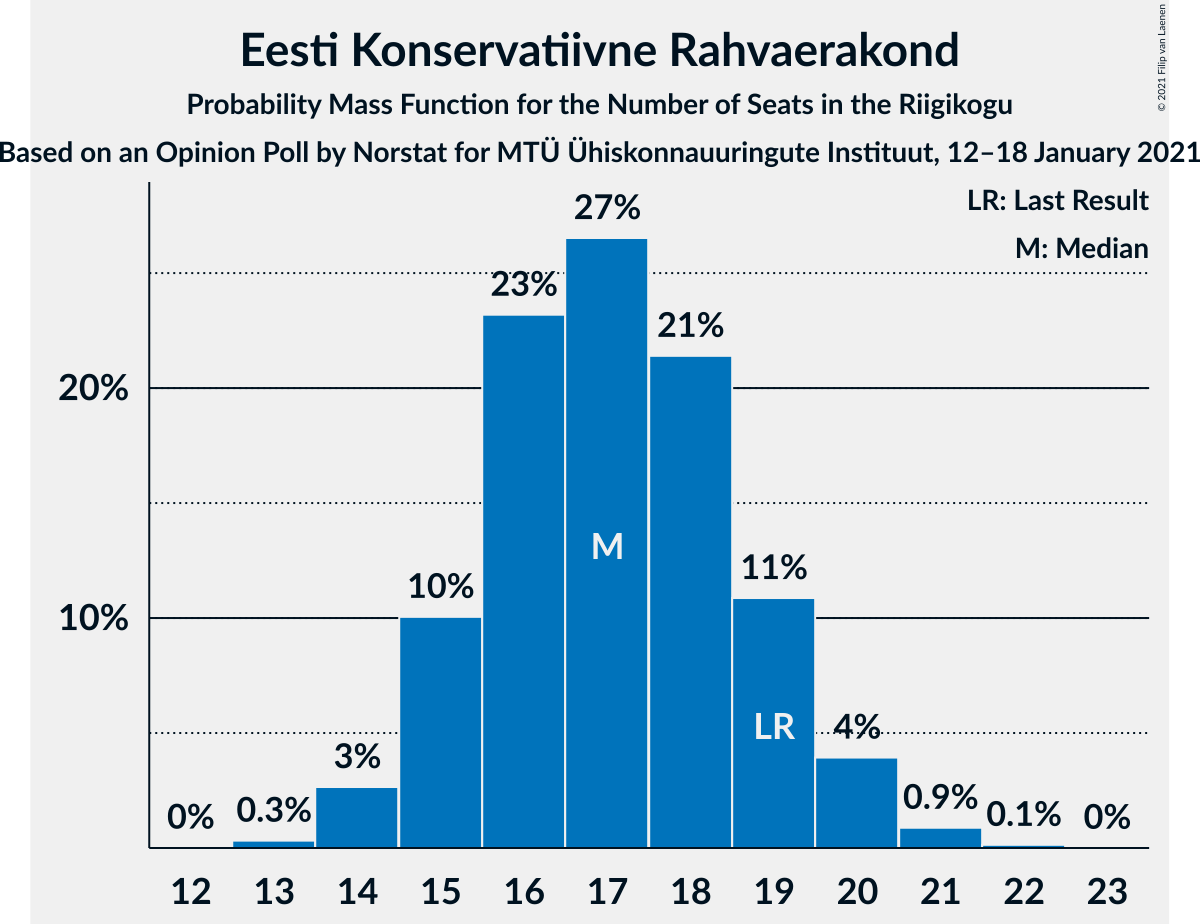 Eesti Konservatiivne Rahvaerakond
Probability Mass Function for the Number of Seats in the Riigikogu
Based on an Opinion Poll by Norstat for MTÜ Ühiskonnauuringute Instituut, 12–18 January 2021
© 2021 Filip van Laenen
LR: Last Result
M: Median
20%
10%
0%
0.3%
3%
10%
23%
27%
21%
11%
4%
0.9%
0.1%
0%
M
LR
12 13 14 15 16 17 18 19 20 21 22 23